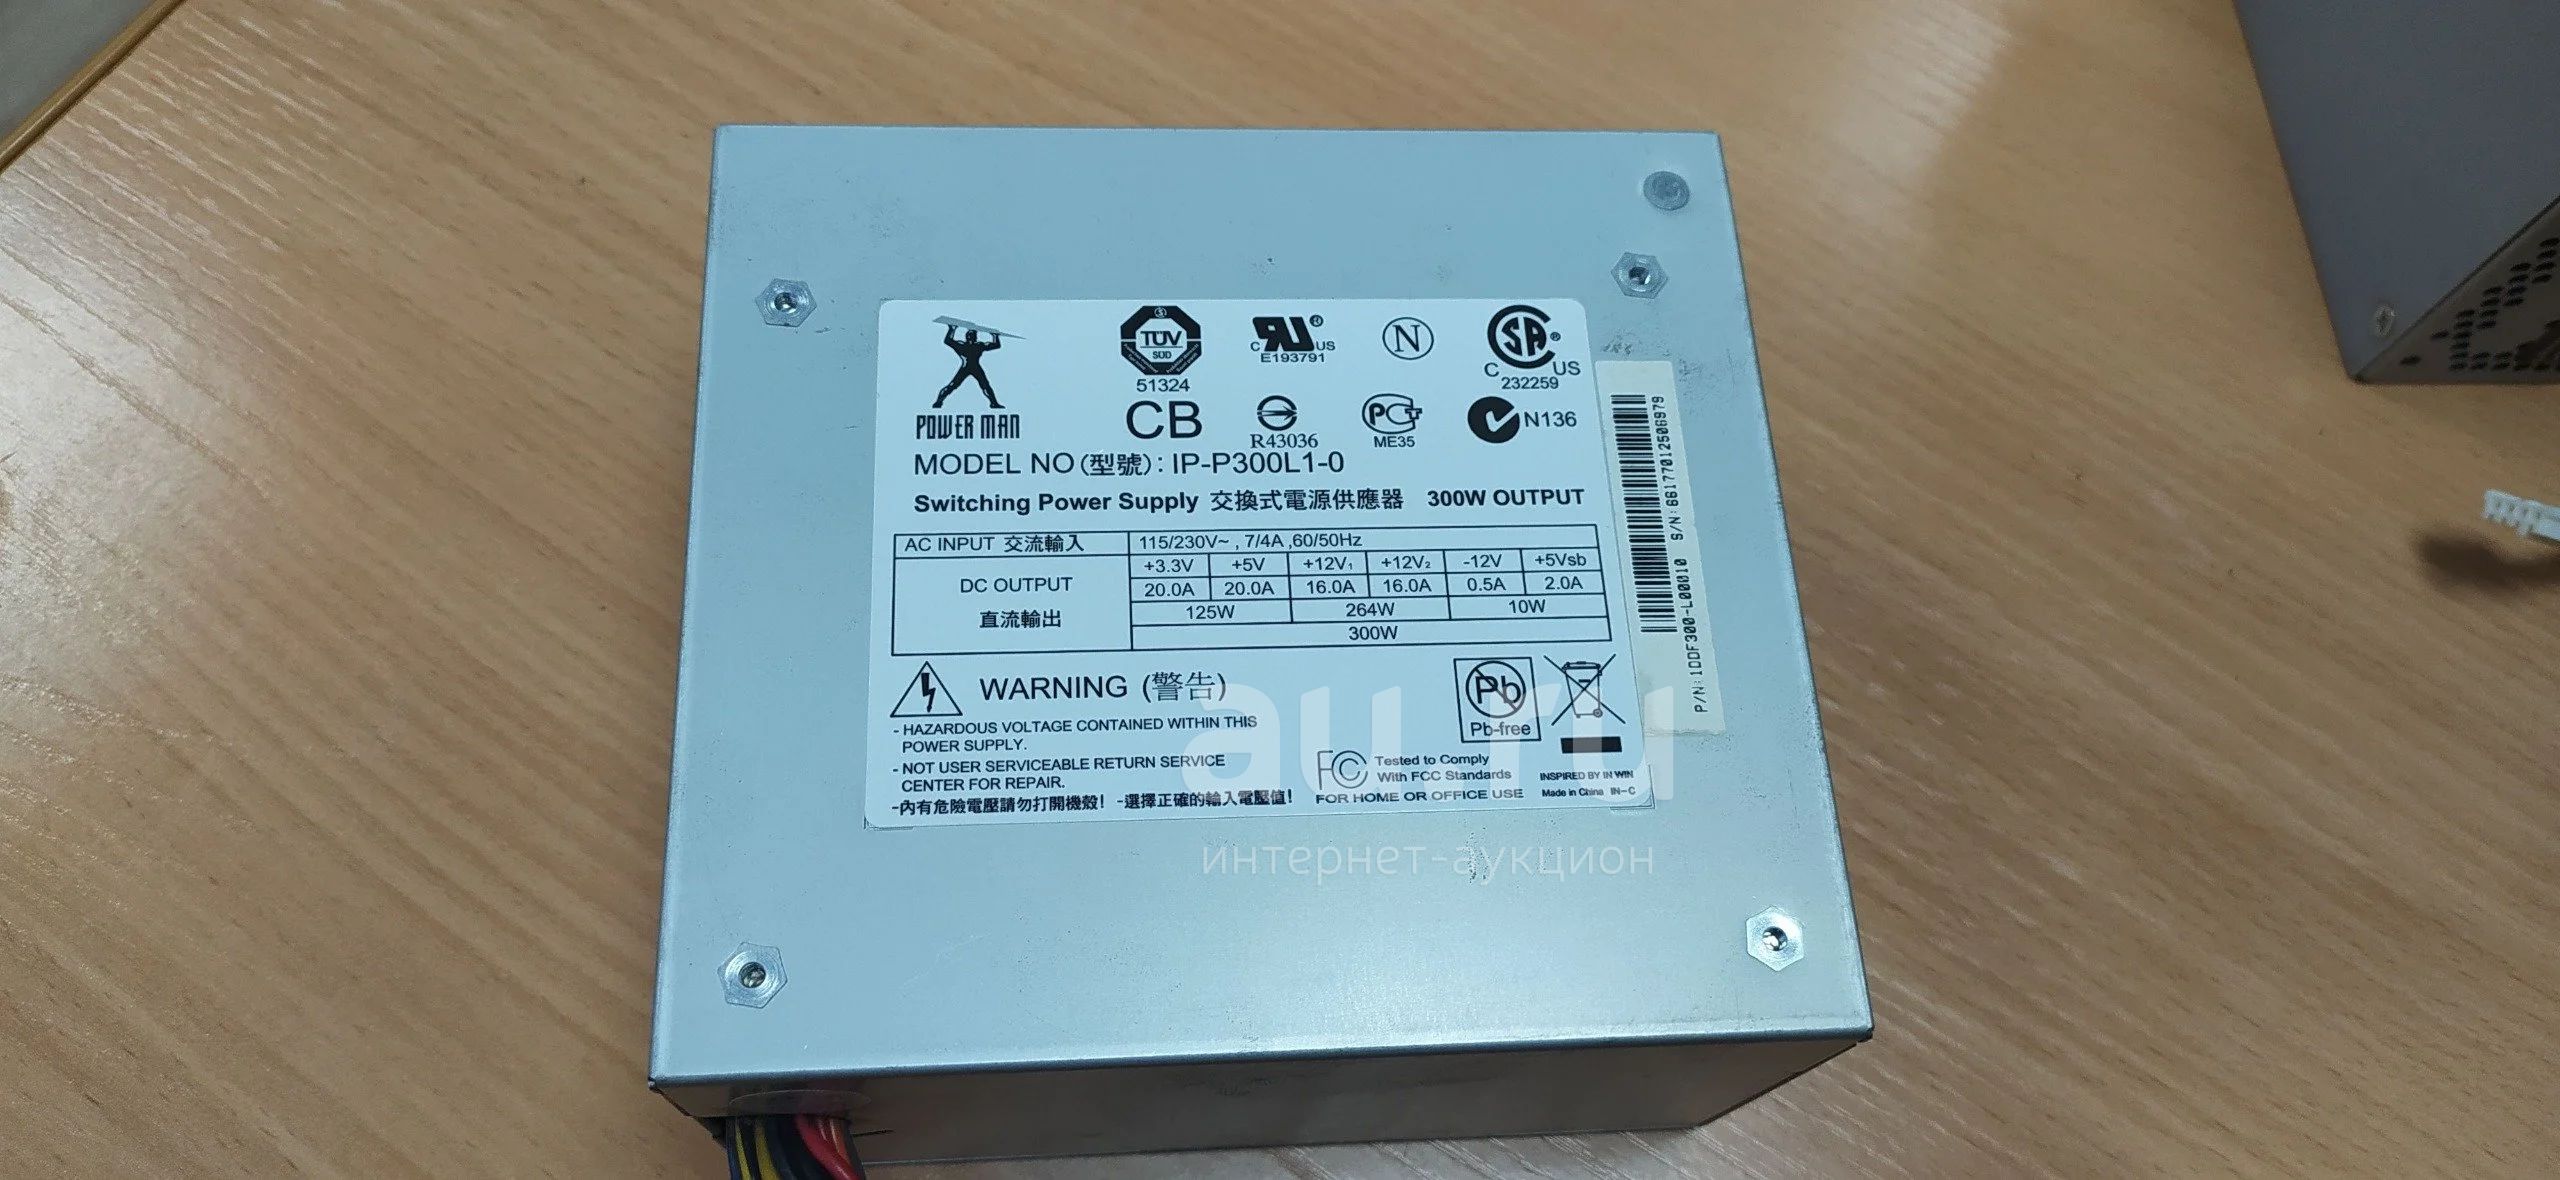 TUV
SUD
51324
C RU ® US
E193791
N
CSA ®
C US
232259
POWER MAN
CB
R43036
РСТ
ME35
N136
MODEL NO(型號): IP-P300L1-0
Switching Power Supply 交換式電源供應器 300W OUTPUT
AC INPUT 交流輸入 115/230V~ , 7/4A ,60/50Hz
DC OUTPUT
直流輸出
+3.3V +5V +12V₁ +12V₂ -12V +5Vsb
20.0A 20.0A 16.0A 16.0A 0.5A 2.0A
125W 264W 10W
300W
WARNING (警告)
- HAZARDOUS VOLTAGE CONTAINED WITHIN THIS
POWER SUPPLY.
- NOT USER SERVICEABLE RETURN SERVICE
CENTER FOR REPAIR.
-內有危險電壓請勿打開機殼! -選擇正確的輸入電壓值!
Pb
Pb-free
FC Tested to Comply
With FCC Standards
FOR HOME OR OFFICE USE
INSPIRED BY IN WIN
Made in China IN-C
P/N:1DDF300-L00010 S/N:66177012506979
au.ru
интернет-аукцион